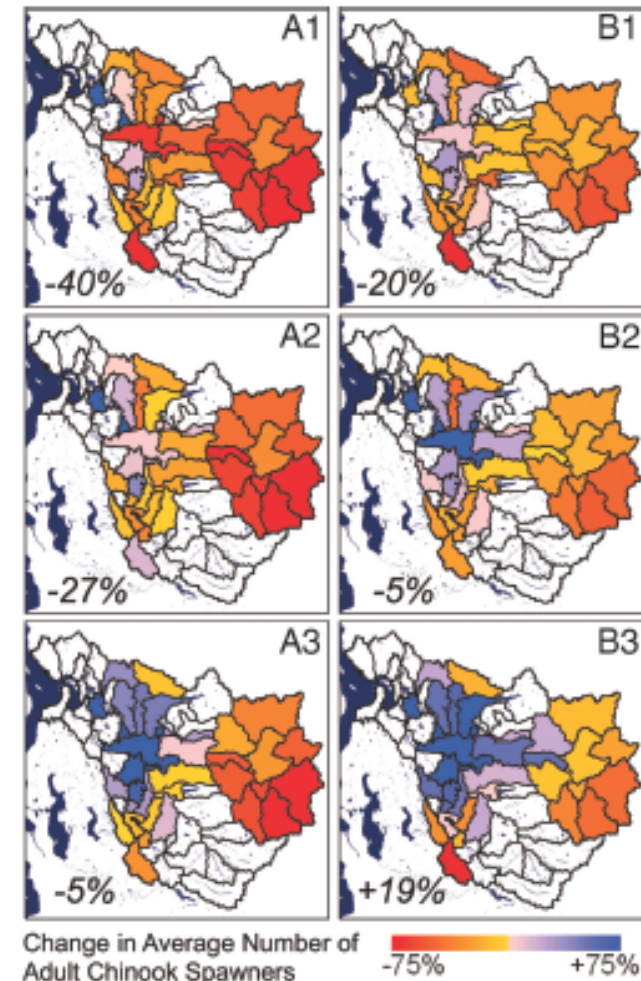 A1
-40%
B1
-20%
A2
-27%
B2
-5%
A3
-5%
B3
+19%
Change in Average Number of
Adult Chinook Spawners
-75% +75%